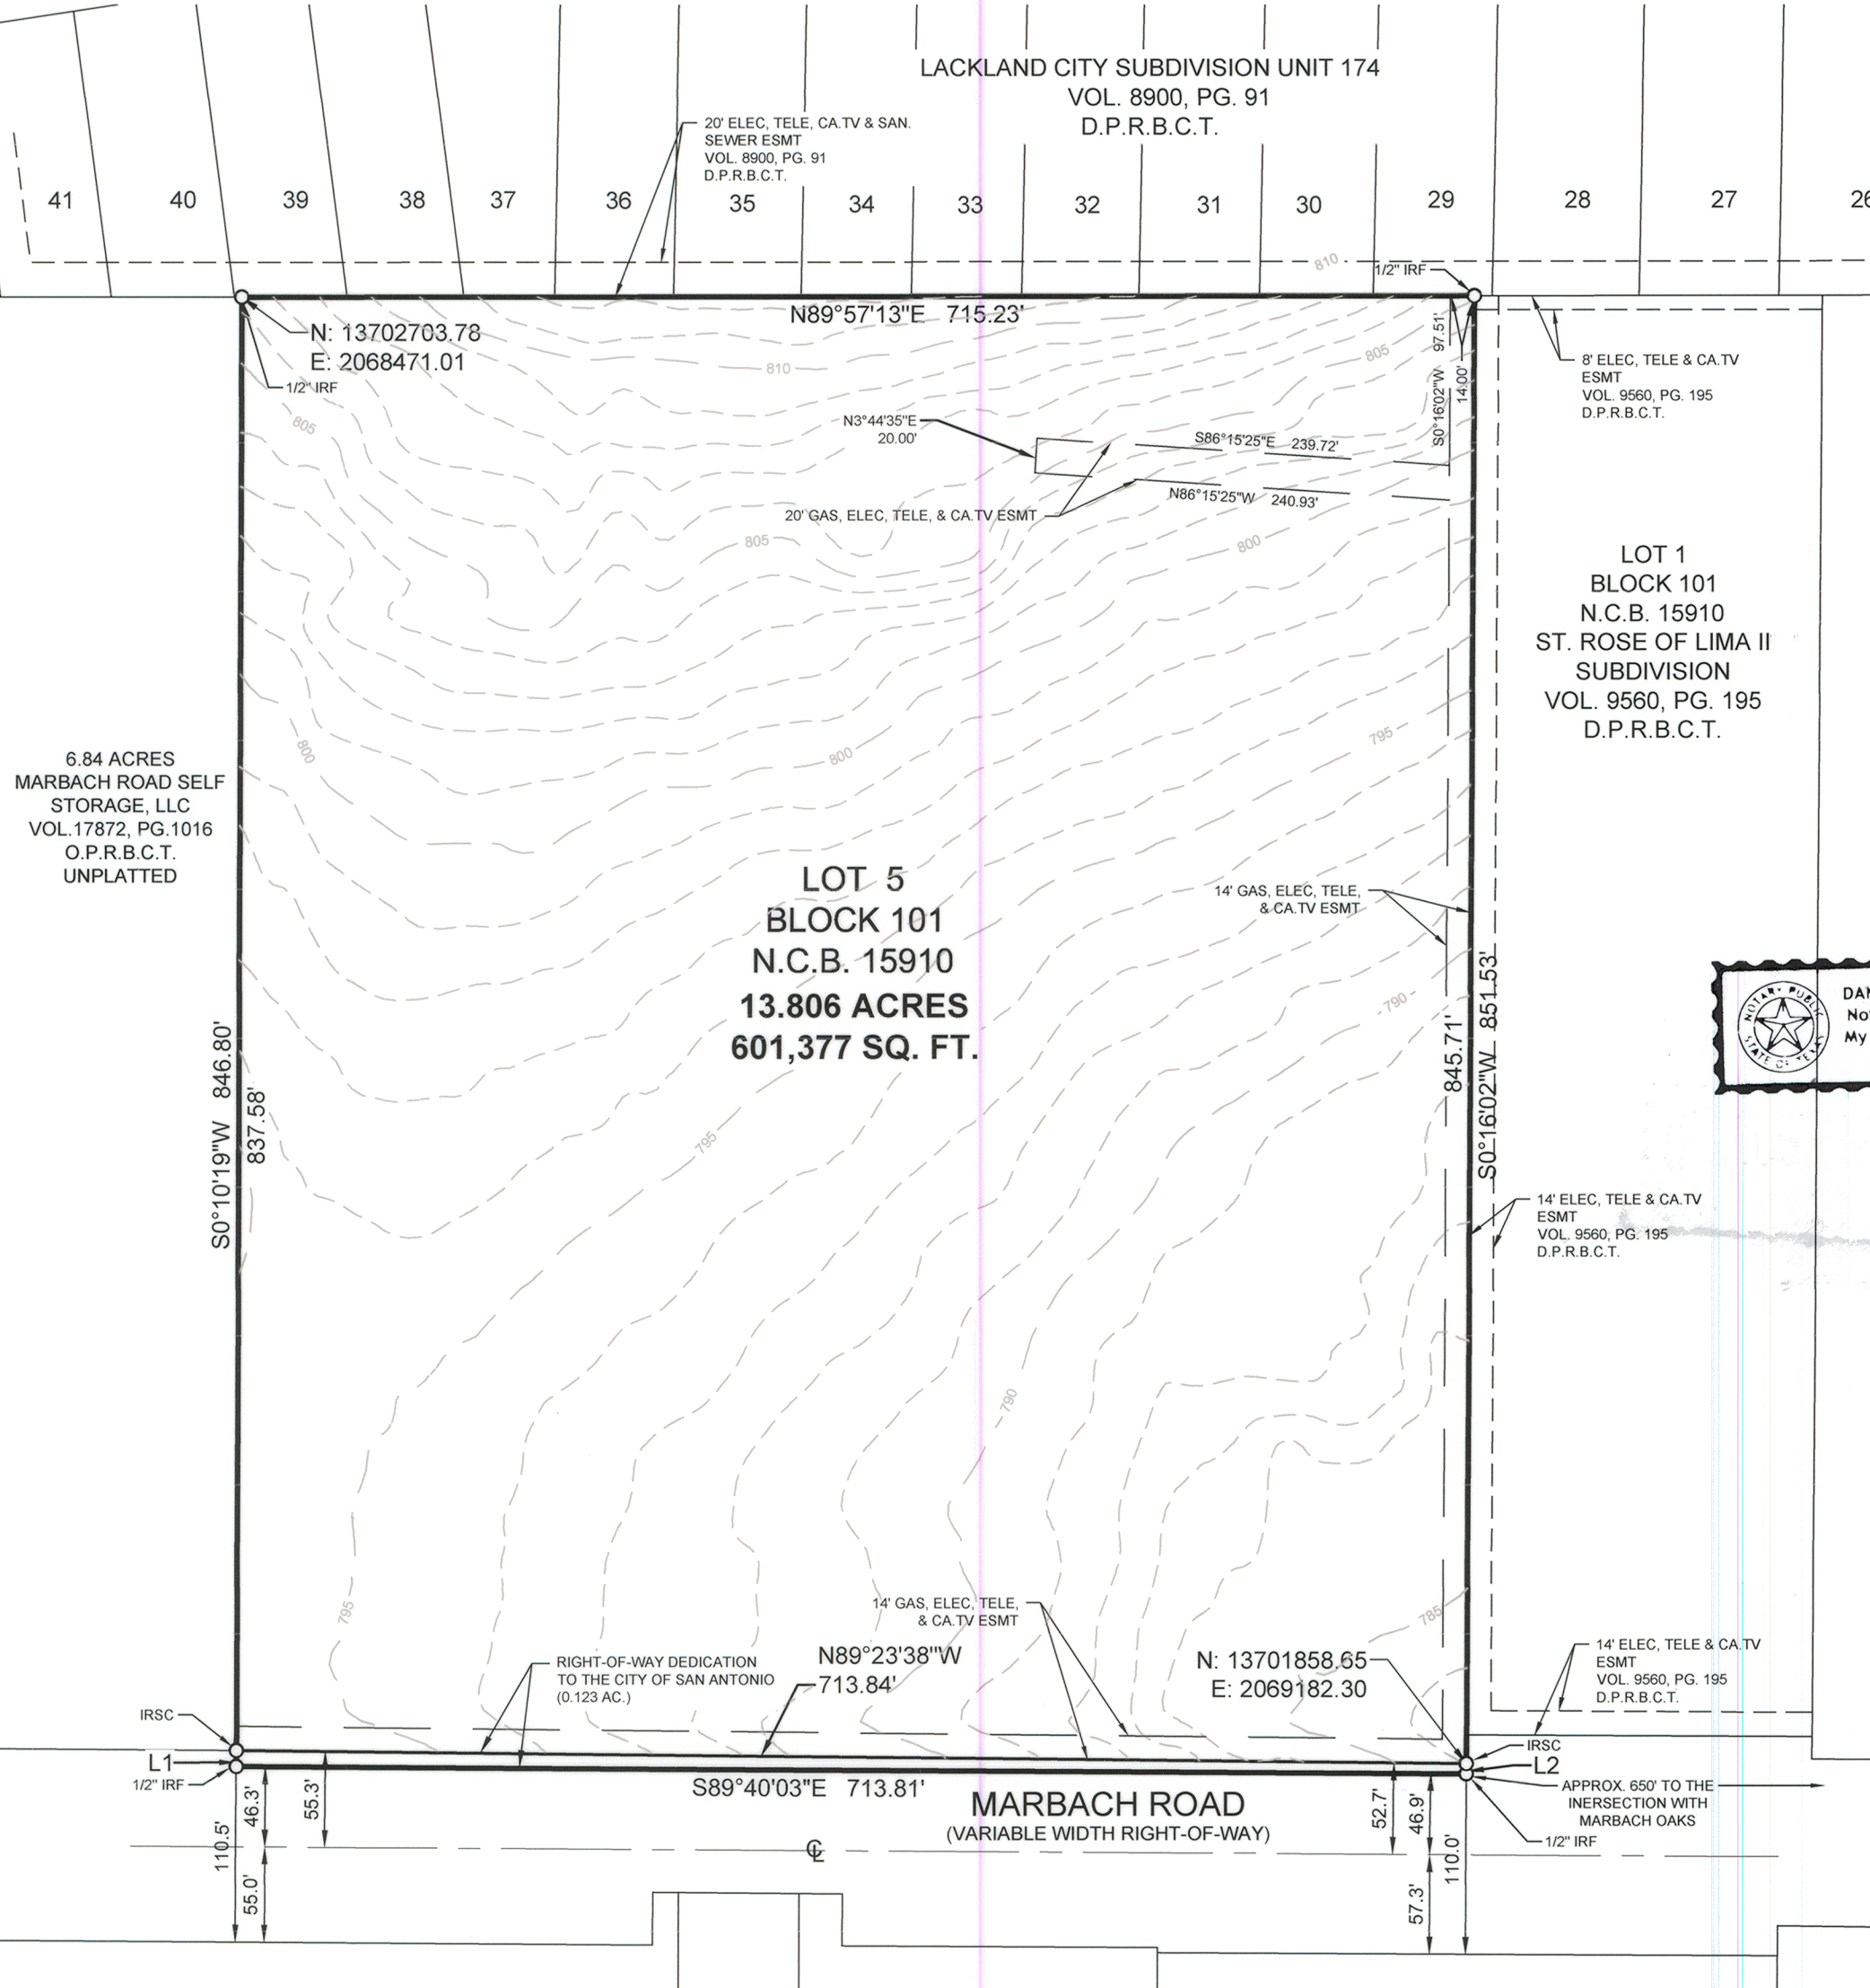 LACKLAND CITY SUBDIVISION UNIT 174
VOL. 8900, PG. 91
D.P.R.B.C.T.
20' ELEC, TELE, CA.TV & SAN.
SEWER ESMT
VOL. 8900, PG. 91
D.P.R.B.C.T.
41
40
39
38
37
36
35
34
33
32
31
30
29
28
27
26
810
1/2" IRF
N89°57'13"E 715.23'
N: 13702703.78
E: 2068471.01
1/2" IRF
810
805
805
S0°16'02"W 97.51'
14.00'
8' ELEC, TELE & CA.TV
ESMT
VOL. 9560, PG. 195
D.P.R.B.C.T.
N3°44'35"E
20.00'
S86°15'25"E 239.72'
N86°15'25"W 240.93'
20' GAS, ELEC, TELE, & CA.TV ESMT
805
800
LOT 1
BLOCK 101
N.C.B. 15910
ST. ROSE OF LIMA II
SUBDIVISION
VOL. 9560, PG. 195
D.P.R.B.C.T.
800
800
795
6.84 ACRES
MARBACH ROAD SELF
STORAGE, LLC
VOL.17872, PG.1016
O.P.R.B.C.T.
UNPLATTED
LOT 5
BLOCK 101
N.C.B. 15910
13.806 ACRES
601,377 SQ. FT.
14' GAS, ELEC, TELE,
& CA.TV ESMT
790
NOTARY PUBLIC
STATE OF TEXAS
My
S0°10'19"W 846.80'
837.58'
845.71'
S0°16'02"W 851.53'
795
14' ELEC, TELE & CA.TV
ESMT
VOL. 9560, PG. 195
D.P.R.B.C.T.
790
795
785
14' GAS, ELEC, TELE,
& CA.TV ESMT
RIGHT-OF-WAY DEDICATION
TO THE CITY OF SAN ANTONIO
(0.123 AC.)
N89°23'38"W
713.84'
N: 13701858.65
E: 2069182.30
14' ELEC, TELE & CA.TV
ESMT
VOL. 9560, PG. 195
D.P.R.B.C.T.
IRSC
L1
1/2" IRF
IRSC
L2
S89°40'03"E 713.81'
MARBACH ROAD
(VARIABLE WIDTH RIGHT-OF-WAY)
APPROX. 650' TO THE
INERSECTION WITH
MARBACH OAKS
1/2" IRF
110.5'
46.3'
55.3'
55.0'
CL
52.7'
46.9'
110.0'
57.3'